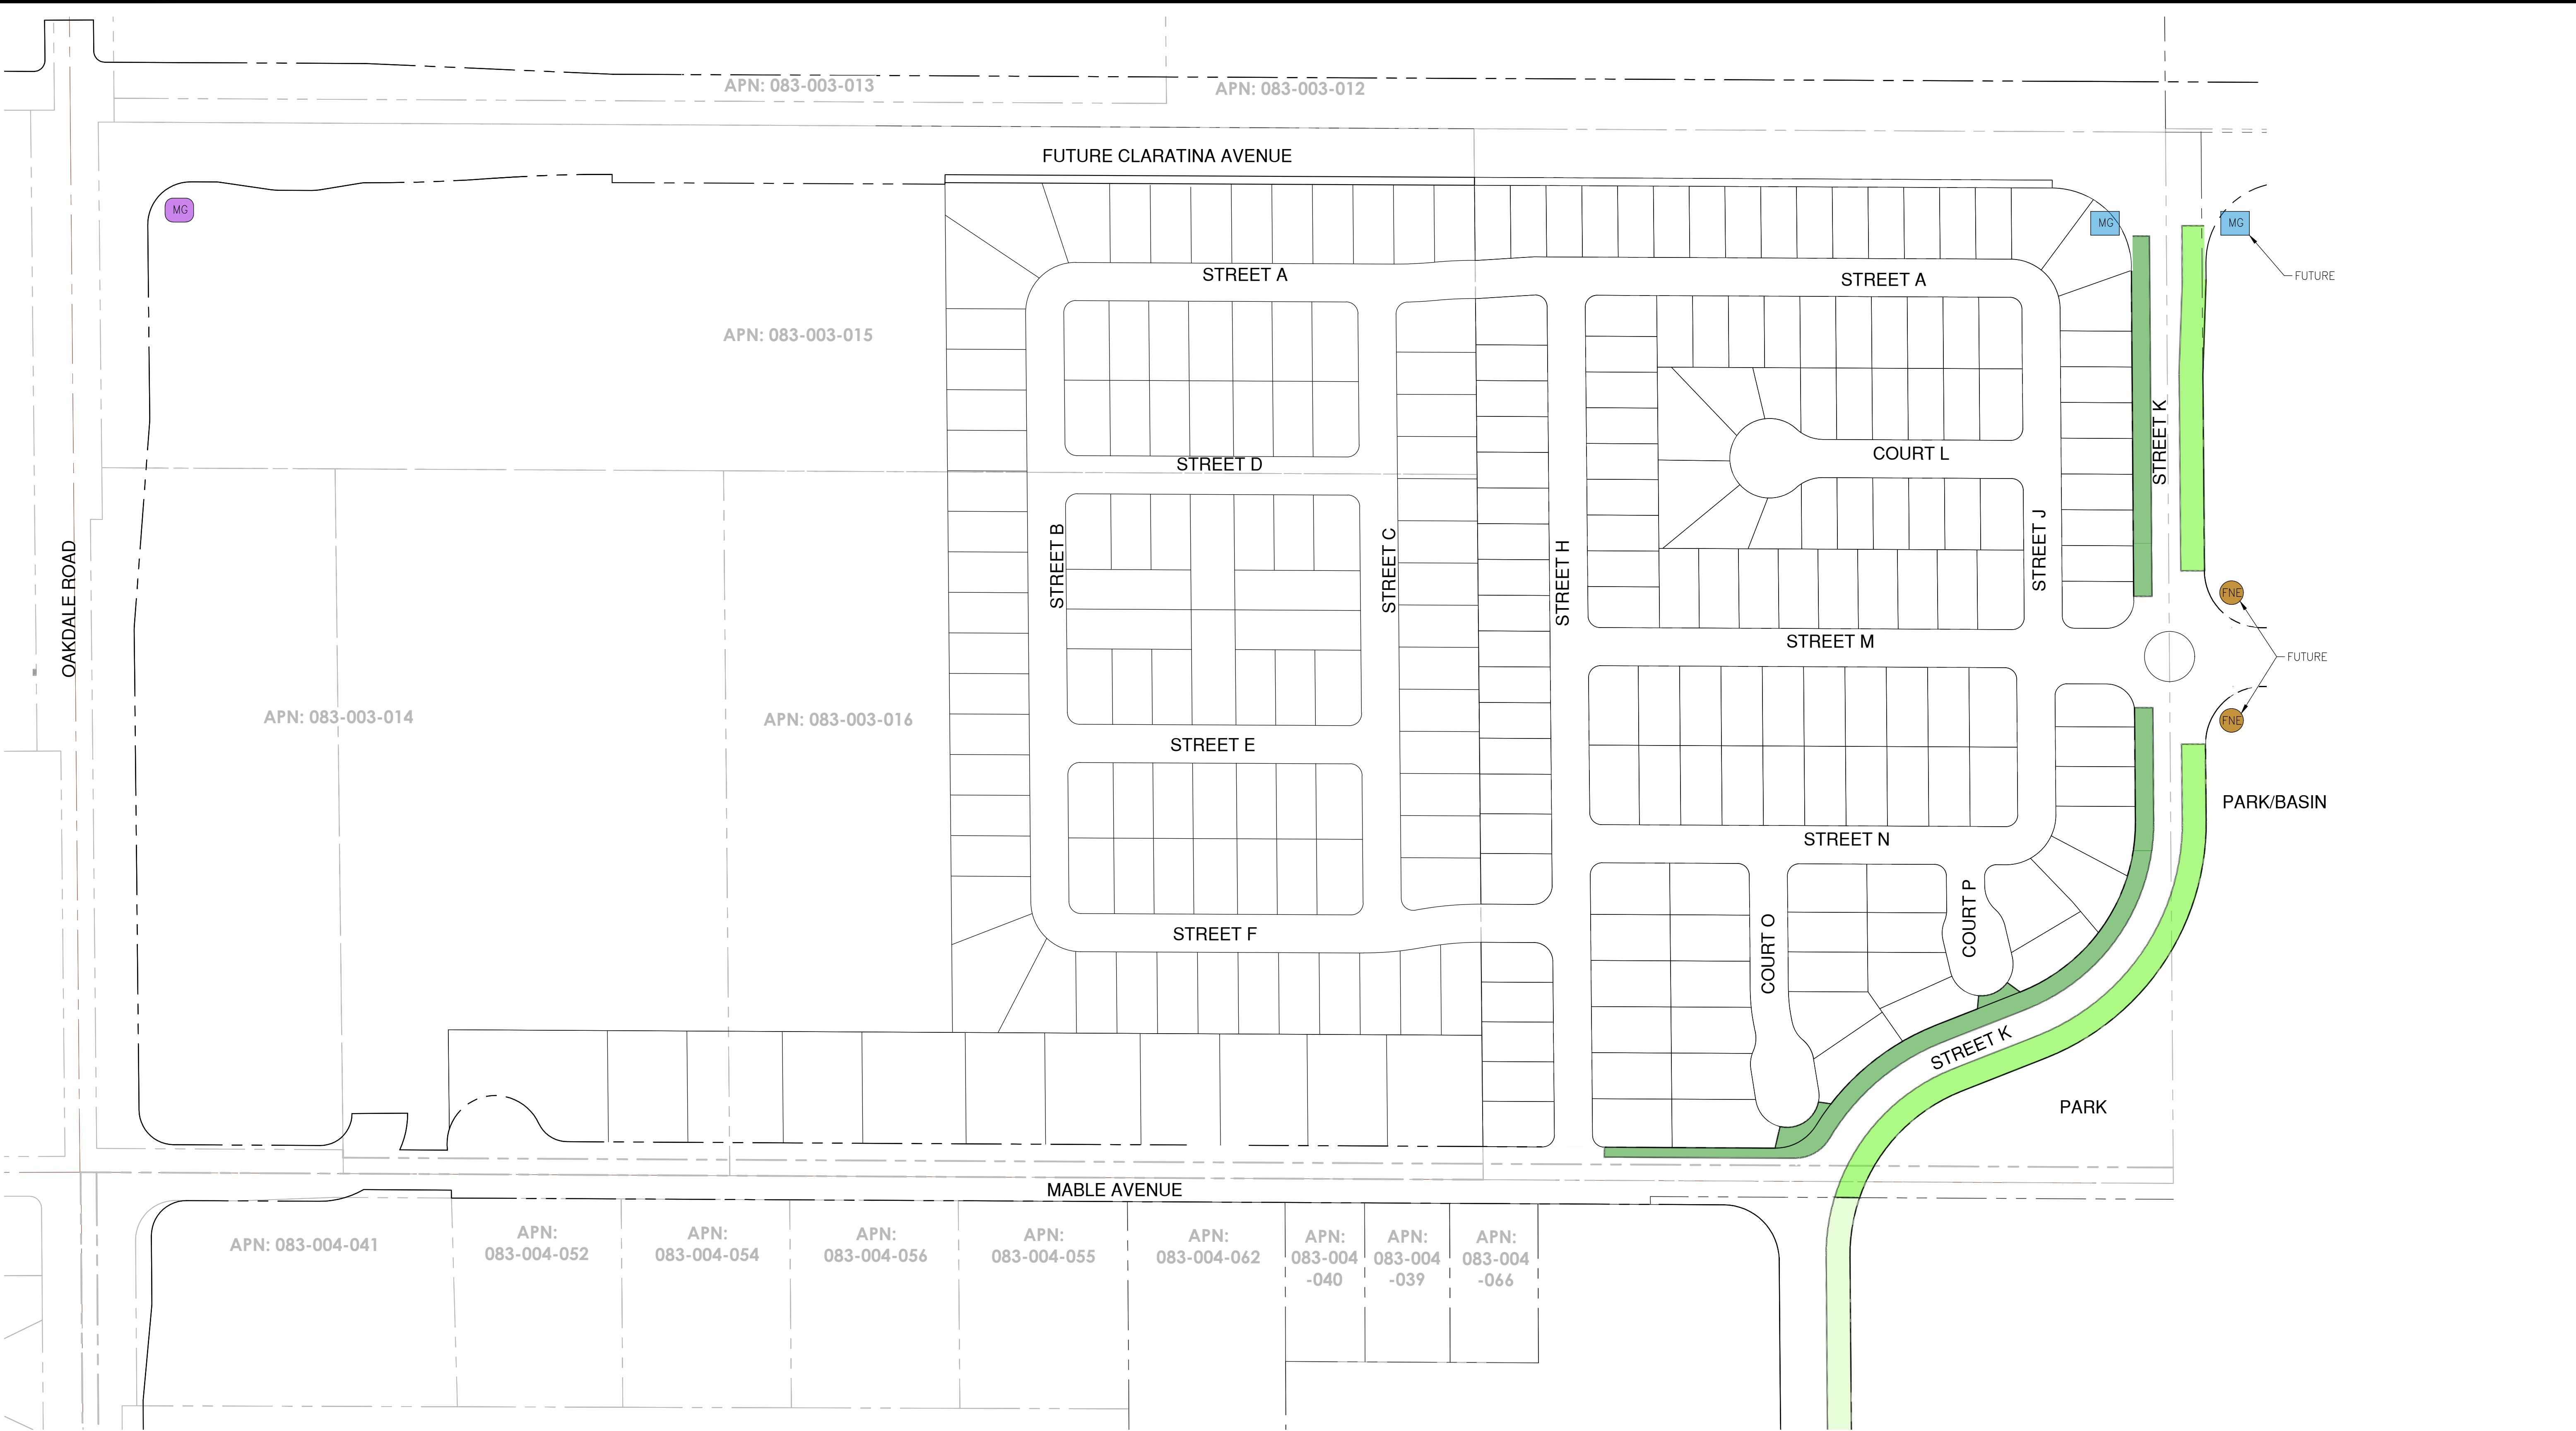 APN: 083-003-013
APN: 083-003-012
FUTURE CLARATINA AVENUE
MG
MG
MG
FUTURE
STREET A
STREET A
APN: 083-003-015
STREET K
COURT L
STREET D
STREET B
STREET C
STREET H
STREET J
OAKDALE ROAD
FNE
STREET M
FUTURE
APN: 083-003-014
APN: 083-003-016
FNE
STREET E
PARK/BASIN
STREET N
COURT P
COURT O
STREET F
STREET K
PARK
MABLE AVENUE
APN: 083-004-041
APN:
083-004-052
APN:
083-004-054
APN:
083-004-056
APN:
083-004-055
APN:
083-004-062
APN:
083-004
-040
APN:
083-004
-039
APN:
083-004
-066